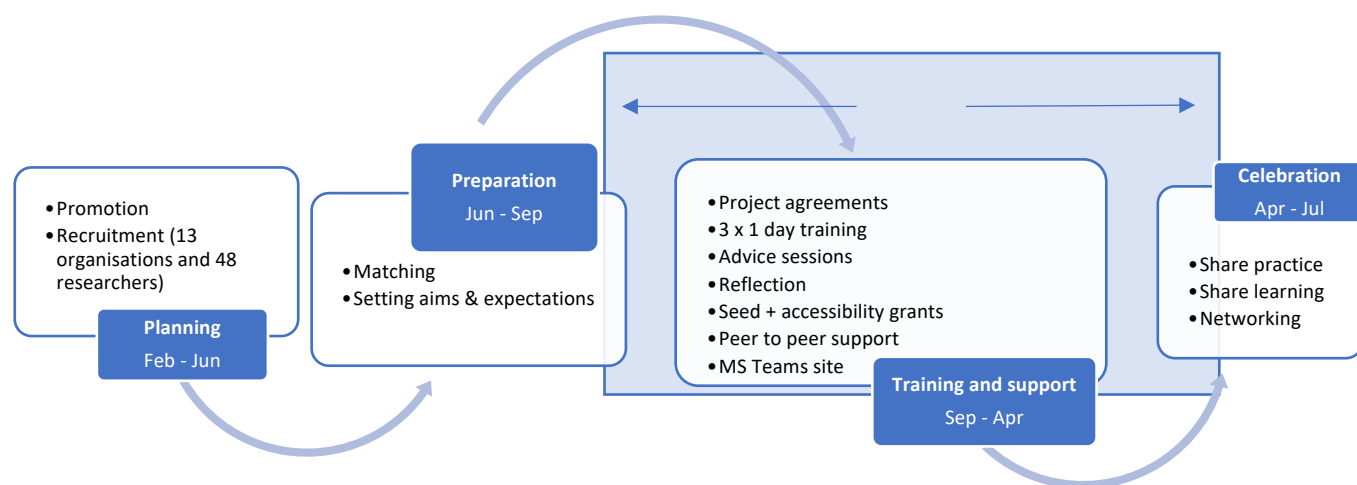 •Promotion
•Recruitment (13
organisations and 48
researchers)
Planning
Feb - Jun
Preparation
Jun - Sep
•Matching
•Setting aims & expectations
•Project agreements
•3 x 1 day training
•Advice sessions
•Reflection
•Seed + accessibility grants
•Peer to peer support
•MS Teams site
Training and support
Sep - Apr
Celebration
Apr - Jul
•Share practice
•Share learning
•Networking